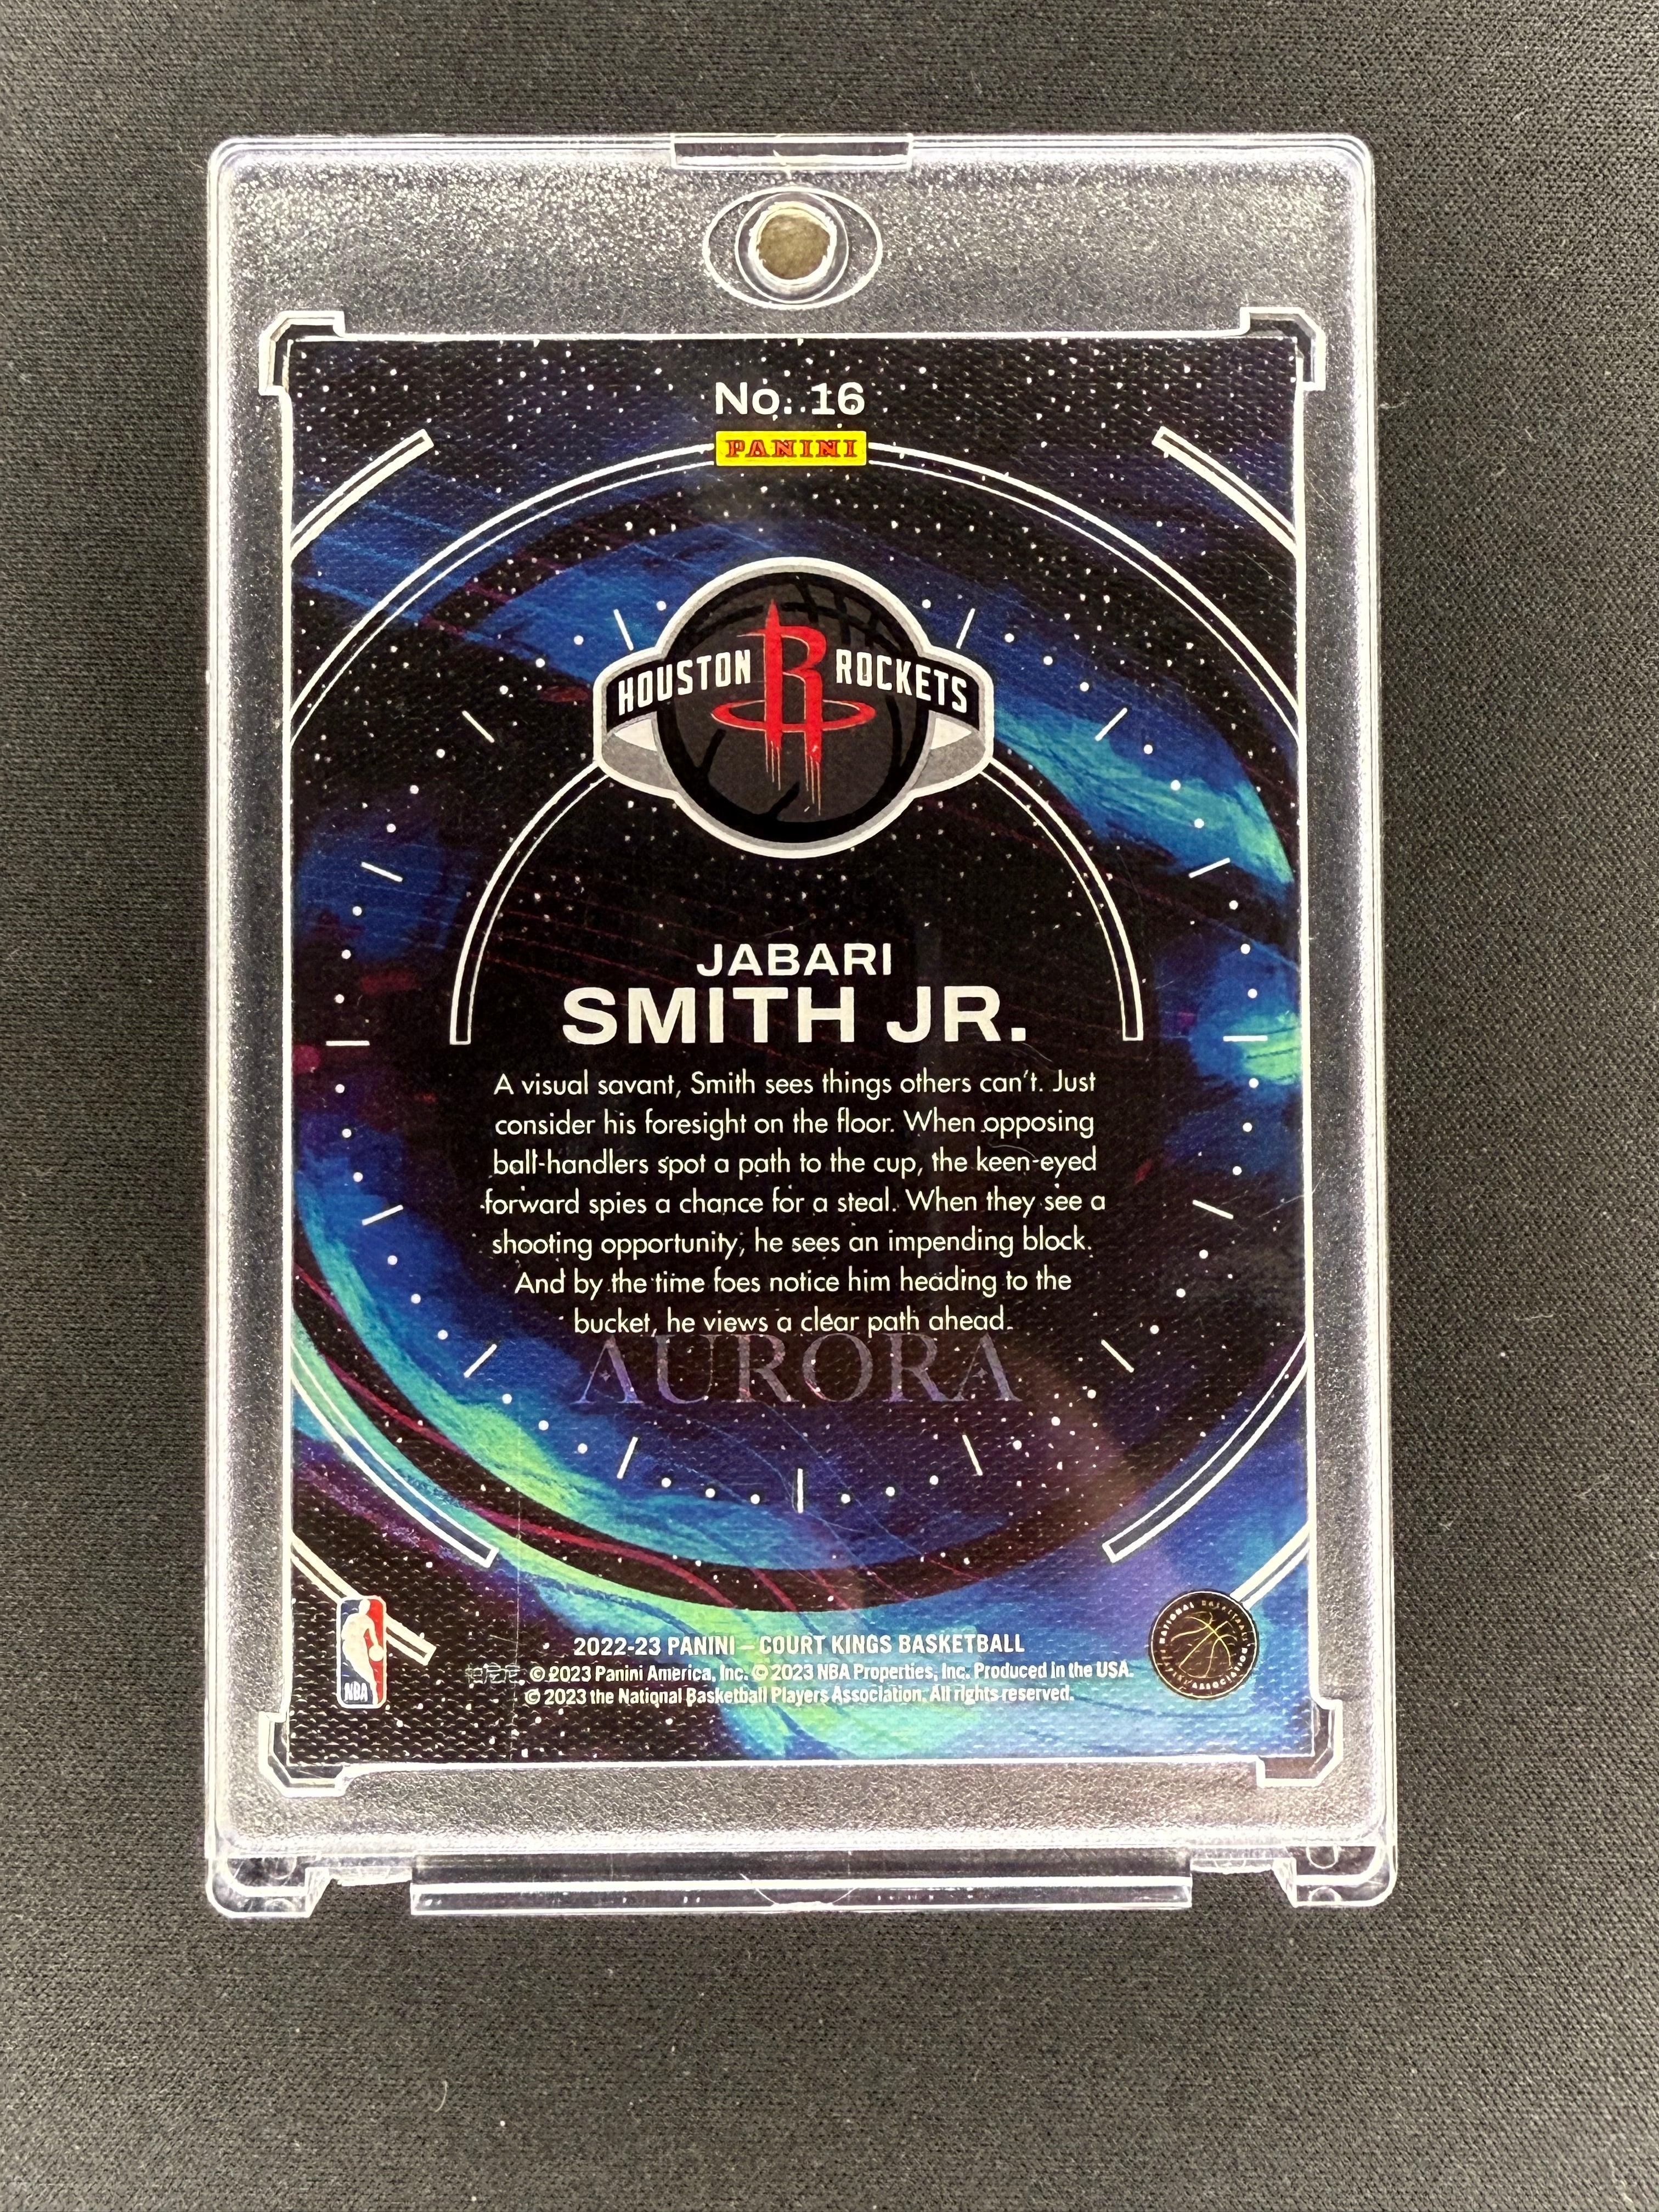 No. 16
PANINI
HOUSTON ROCKETS
JABARI
SMITH JR.
A visual savant, Smith sees things others can't. Just
consider his foresight on the floor. When opposing
ball-handlers spot a path to the cup, the keen-eyed
forward spies a chance for a steal. When they see a
shooting opportunity, he sees an impending block.
And by the time foes notice him heading to the
bucket, he views a clear path ahead.
AURORA
2022-23 PANINI – COURT KINGS BASKETBALL
© 2023 Panini America, Inc. © 2023 NBA Properties, Inc. Produced in the USA.
© 2023 the National Basketball Players Association. All rights reserved.
NBA